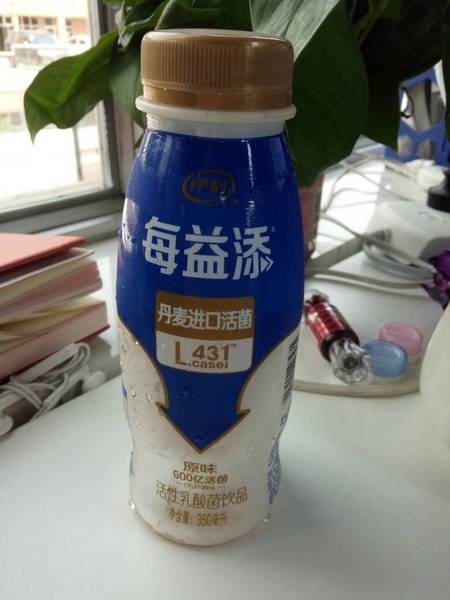 伊利
每益添
丹麦进口活菌
L.casei 431™
原味
600亿活菌
活性乳酸菌饮品
净含量: 350毫升